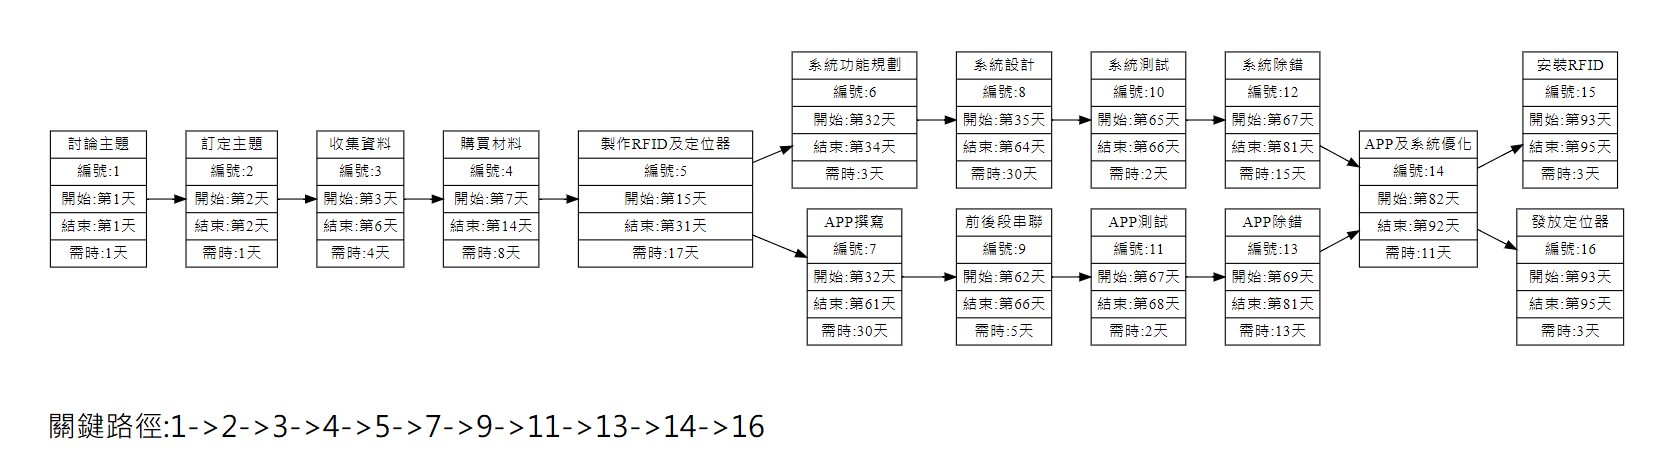 討論主題
編號:1
開始:第1天
結束:第1天
需時:1天
訂定主題
編號:2
開始:第2天
結束:第2天
需時:1天
收集資料
編號:3
開始:第3天
結束:第6天
需時:4天
購買材料
編號:4
開始:第7天
結束:第14天
需時:8天
製作RFID及定位器
編號:5
開始:第15天
結束:第31天
需時:17天
系統功能規劃
編號:6
開始:第32天
結束:第34天
需時:3天
系統設計
編號:8
開始:第35天
結束:第64天
需時:30天
系統測試
編號:10
開始:第65天
結束:第66天
需時:2天
系統除錯
編號:12
開始:第67天
結束:第81天
需時:15天
APP撰寫
編號:7
開始:第32天
結束:第61天
需時:30天
前後段串聯
編號:9
開始:第62天
結束:第66天
需時:5天
APP測試
編號:11
開始:第67天
結束:第68天
需時:2天
APP除錯
編號:13
開始:第69天
結束:第81天
需時:13天
APP及系統優化
編號:14
開始:第82天
結束:第92天
需時:11天
安裝RFID
編號:15
開始:第93天
結束:第95天
需時:3天
發放定位器
編號:16
開始:第93天
結束:第95天
需時:3天
關鍵路徑:1->2->3->4->5->7->9->11->13->14->16